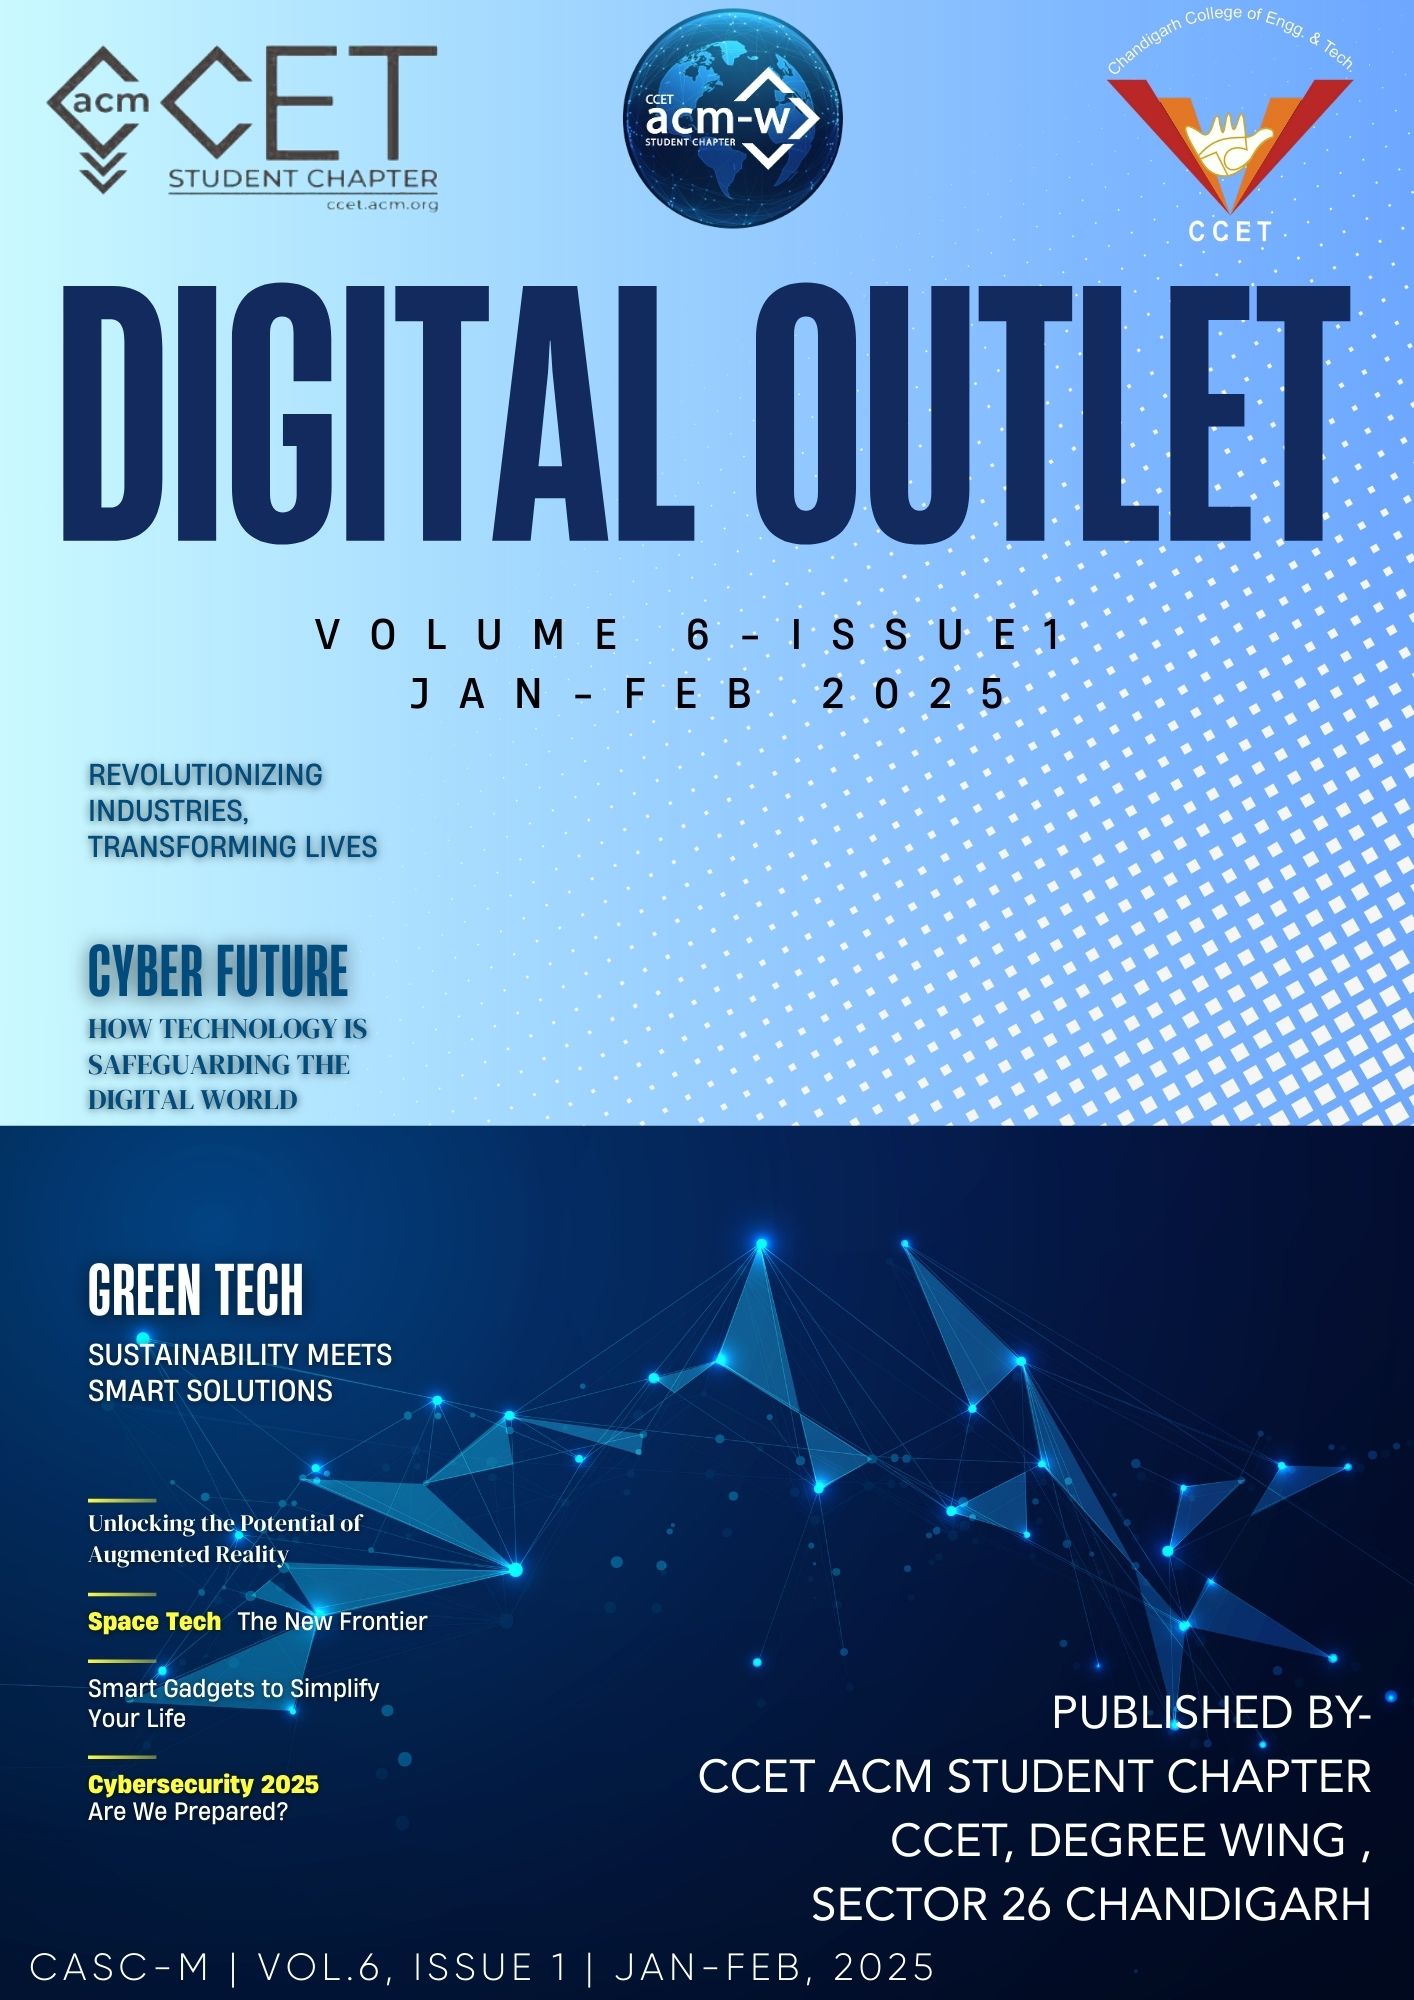 acm CCET
STUDENT CHAPTER
ccet.acm.org
CCET
acm-w
STUDENT CHAPTER
Chandigarh College of Engg. & Tech.
CCET
DIGITAL OUTLET
VOLUME 6-ISSUE1
JAN-FEB 2025
REVOLUTIONIZING
INDUSTRIES,
TRANSFORMING LIVES
CYBER FUTURE
HOW TECHNOLOGY IS
SAFEGUARDING THE
DIGITAL WORLD
GREEN TECH
SUSTAINABILITY MEETS
SMART SOLUTIONS
Unlocking the Potential of
Augmented Reality
Space Tech The New Frontier
Smart Gadgets to Simplify
Your Life
Cybersecurity 2025
Are We Prepared?
PUBLISHED BY-
CCET ACM STUDENT CHAPTER
CCET, DEGREE WING ,
SECTOR 26 CHANDIGARH
CASC-M | VOL.6, ISSUE 1 | JAN-FEB, 2025